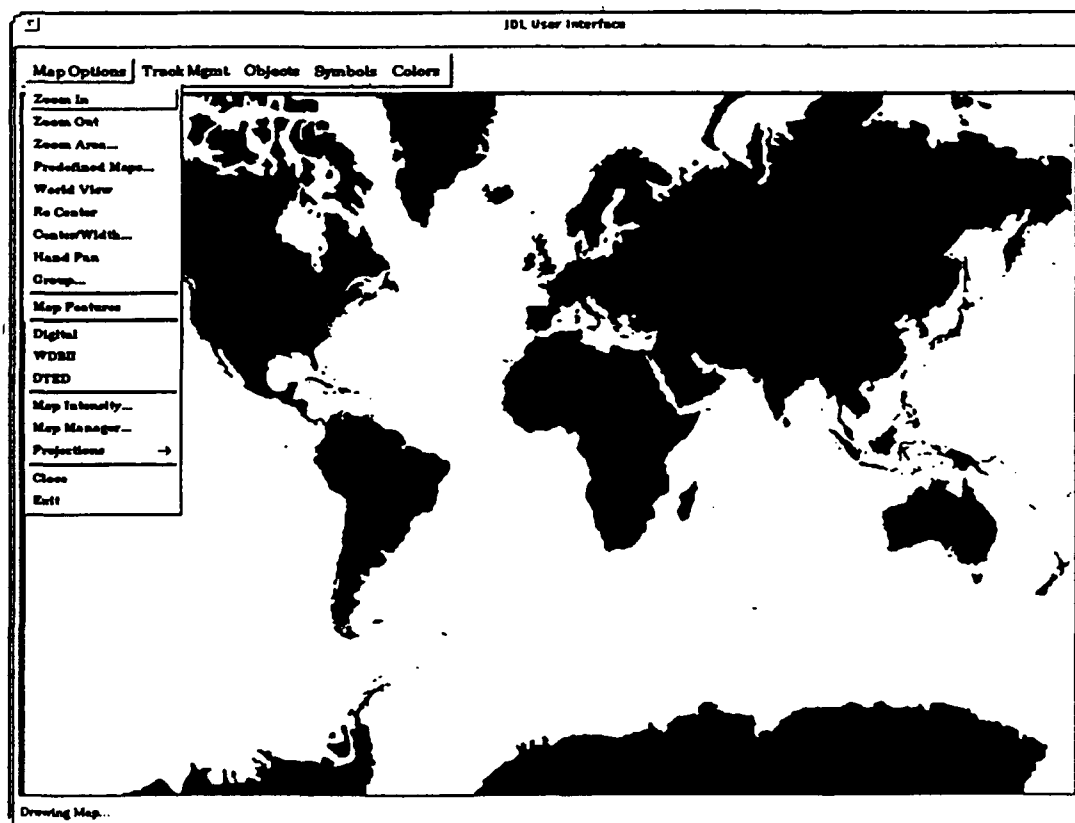 JDL User Interface
Map Options Track Mgmt Objects Symbols Colors
Zoom In
Zoom Out
Zoom Area...
Predefined Maps...
World View
Re Center
Center/Width...
Hand Pan
Group...
Map Features
Digital
WDBII
DTED
Map Intensity...
Map Manager...
Projections →
Close
Exit
Drawing Map...